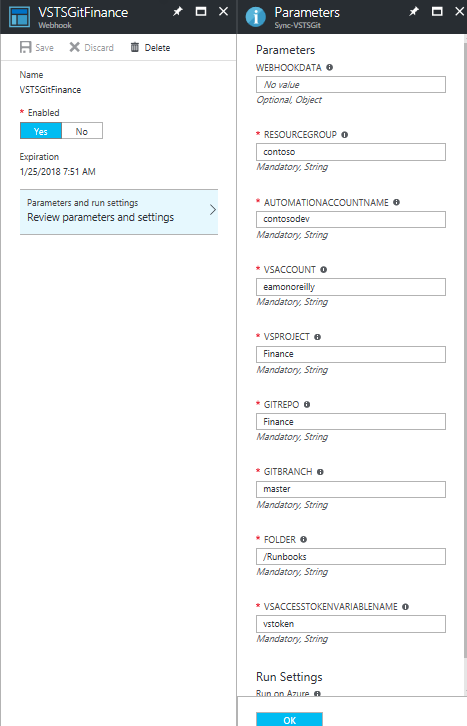 VSTSGitFinance
Webhook
Save Discard Delete
Name
VSTSGitFinance
* Enabled
Yes No
Expiration
1/25/2018 7:51 AM
Parameters and run settings
Review parameters and settings
Parameters
Sync-VSTSGit
Parameters
WEBHOOKDATA
No value
Optional, Object
* RESOURCEGROUP
contoso
Mandatory, String
* AUTOMATIONACCOUNTNAME
contosodev
Mandatory, String
* VSACCOUNT
eamonoreilly
Mandatory, String
* VSPROJECT
Finance
Mandatory, String
* GITREPO
Finance
Mandatory, String
* GITBRANCH
master
Mandatory, String
* FOLDER
/Runbooks
Mandatory, String
* VSACCESSTOKENVARIABLENAME
vstoken
Mandatory, String
Run Settings
Run on Azure
OK